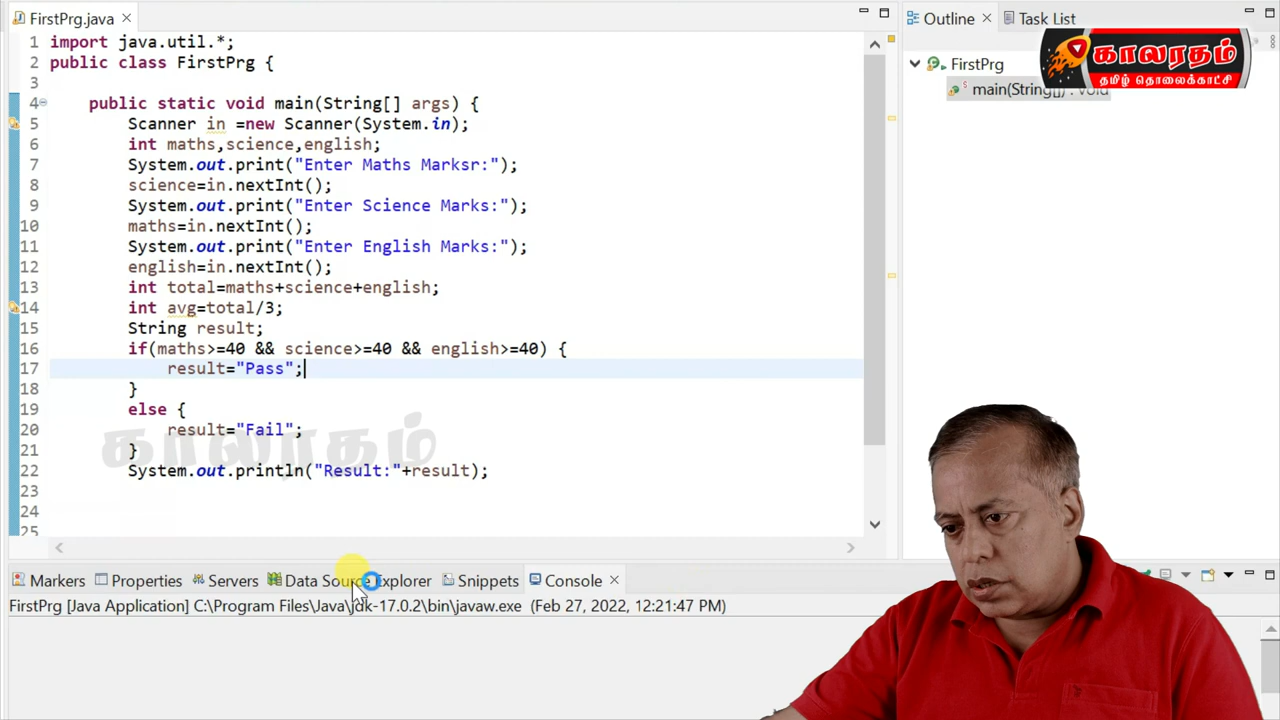 FirstPrg.java
Outline
Task List
காலரதம்
தமிழ் தொலைக்காட்சி
1 import java.util.*;
2 public class FirstPrg {
3
4 public static void main(String[] args) {
5 Scanner in =new Scanner(System.in);
6 int maths,science,english;
7 System.out.print("Enter Maths Marksr:");
8 science=in.nextInt();
9 System.out.print("Enter Science Marks:");
10 maths=in.nextInt();
11 System.out.print("Enter English Marks:");
12 english=in.nextInt();
13 int total=maths+science+english;
14 int avg=total/3;
15 String result;
16 if(maths>=40 && science>=40 && english>=40) {
17 result="Pass";
18 }
19 else {
20 result="Fail";
21 }
22 System.out.println("Result:"+result);
23
24
25
FirstPrg
main(String[]) : void
காலரதம்
Markers Properties Servers Data Source Explorer Snippets Console
FirstPrg [Java Application] C:\Program Files\Java\jdk-17.0.2\bin\javaw.exe (Feb 27, 2022, 12:21:47 PM)